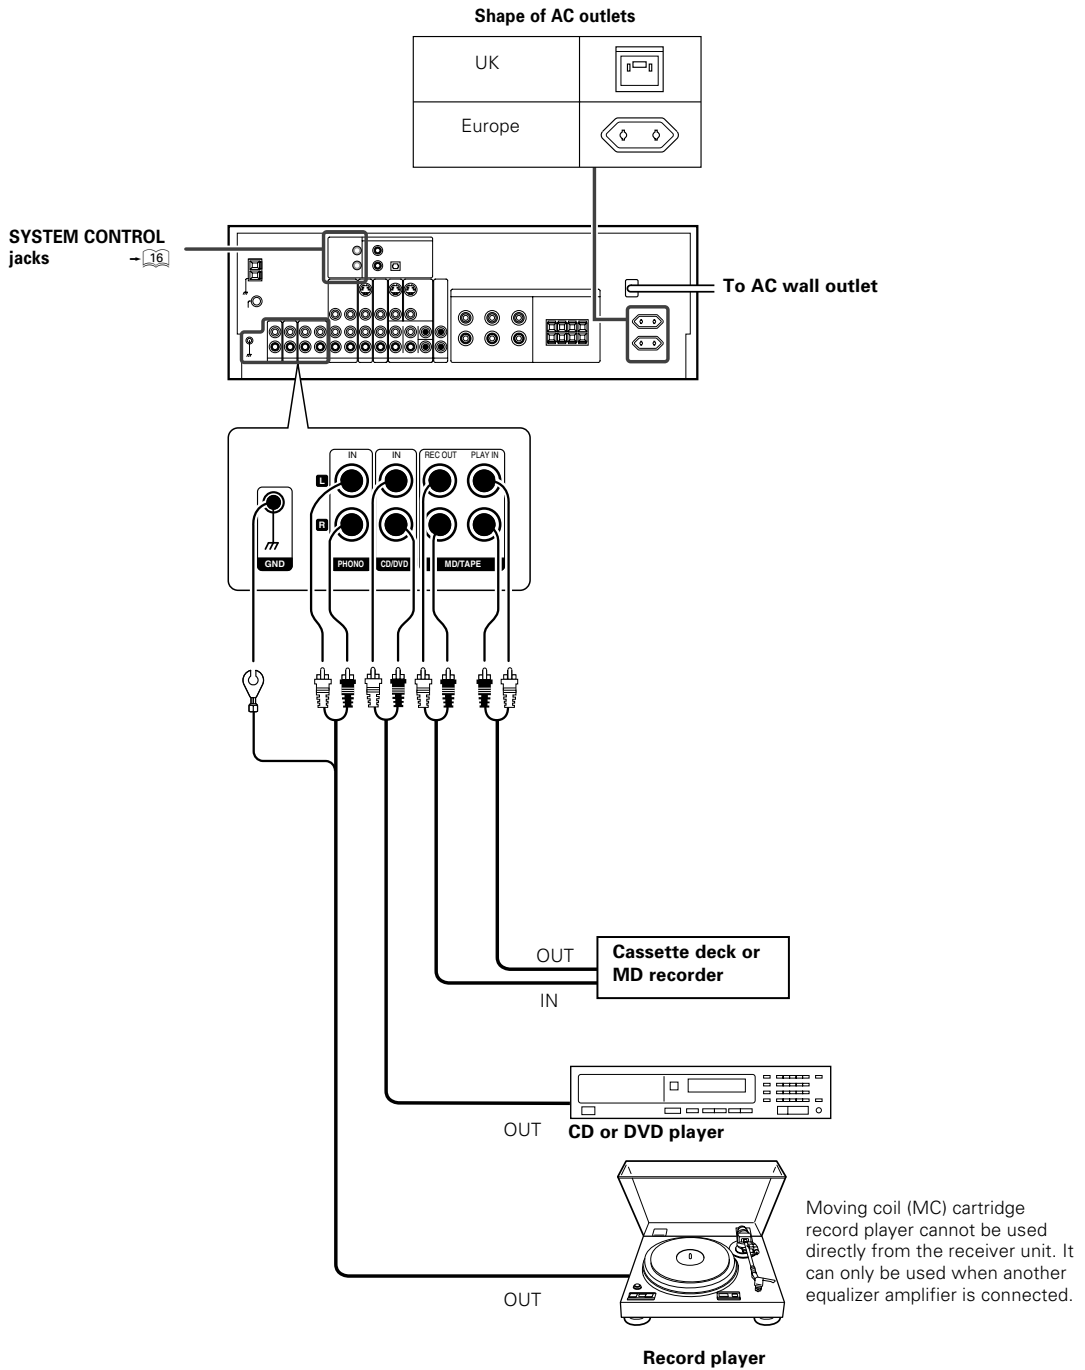 Shape of AC outlets
UK
Europe
SYSTEM CONTROL
jacks → 16
To AC wall outlet
IN IN REC OUT PLAY IN
L
R
GND PHONO CD/DVD MD/TAPE
OUT
IN
Cassette deck or
MD recorder
OUT
CD or DVD player
Moving coil (MC) cartridge
record player cannot be used
directly from the receiver unit. It
can only be used when another
equalizer amplifier is connected.
OUT
Record player